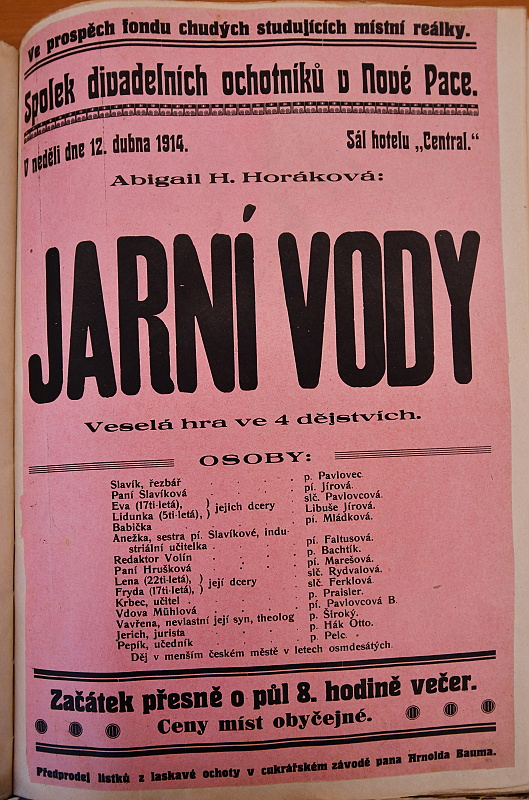 Ve prospěch fondu chudých studujících místní reálky.
Spolek divadelních ochotníků v Nové Pace.
V neděli dne 12. dubna 1914. Sál hotelu „Central.“
Abigail H. Horáková:
JARNÍ VODY
Veselá hra ve 4 dějstvích.
OSOBY:
Slavík, řezbář . . . . p. Pavlovec.
Paní Slavíková . . . . pí. Jírová.
Eva (17ti-letá), } jejich dcery . . slč. Pavlovcová.
Lidunka (5ti-letá), } Libuše Jírová.
Babička . . . . pí. Mládková.
Anežka, sestra pí. Slavíkové, indu-
striální učitelka . . . . pí. Faltusová.
Redaktor Volín . . . . p. Bachtík.
Paní Hrušková . . . . pí. Marešová.
Lena (22ti-letá), } její dcery . . slč. Rydvalová.
Fryda (17ti-letá), } slč. Ferklová.
Krbec, učitel . . . . p. Praisler.
Vdova Mühlová . . . . pí. Pavlovcová B.
Vavřena, nevlastní její syn, theolog p. Široký.
Jerich, jurista . . . . p. Hák Otto.
Pepík, učedník . . . . p. Pelc.
Děj v menším českém městě v letech osmdesátých.
Začátek přesně o půl 8. hodině večer.
Ceny míst obyčejné.
Předprodej lístků z laskavé ochoty v cukrářském závodě pana Arnolda Bauma.